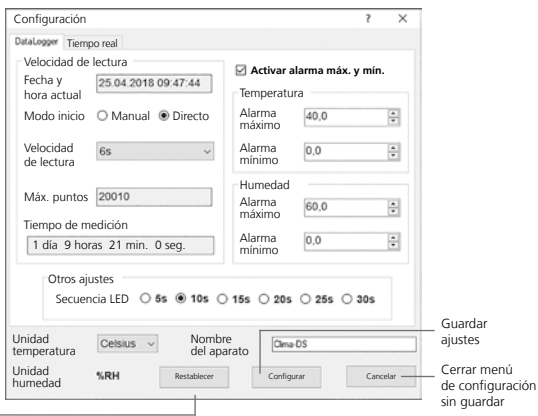 Configuración
? ×
DataLogger Tiempo real
Velocidad de lectura
Fecha y
hora actual
25.04.2018 09:47:44
Modo inicio Manual Directo
Velocidad
de lectura
6s
Máx. puntos 20010
Tiempo de medición
1 día 9 horas 21 min. 0 seg.
Activar alarma máx. y mín.
Temperatura
Alarma
máximo
40,0
Alarma
mínimo
0,0
Humedad
Alarma
máximo
60,0
Alarma
mínimo
0,0
Otros ajustes
Secuencia LED 5s 10s 15s 20s 25s 30s
Unidad
temperatura
Celsius
Nombre
del aparato
Clima-DS
Unidad
humedad
%RH
Restablecer
Configurar
Cancelar
Guardar
ajustes
Cerrar menú
de configuración
sin guardar